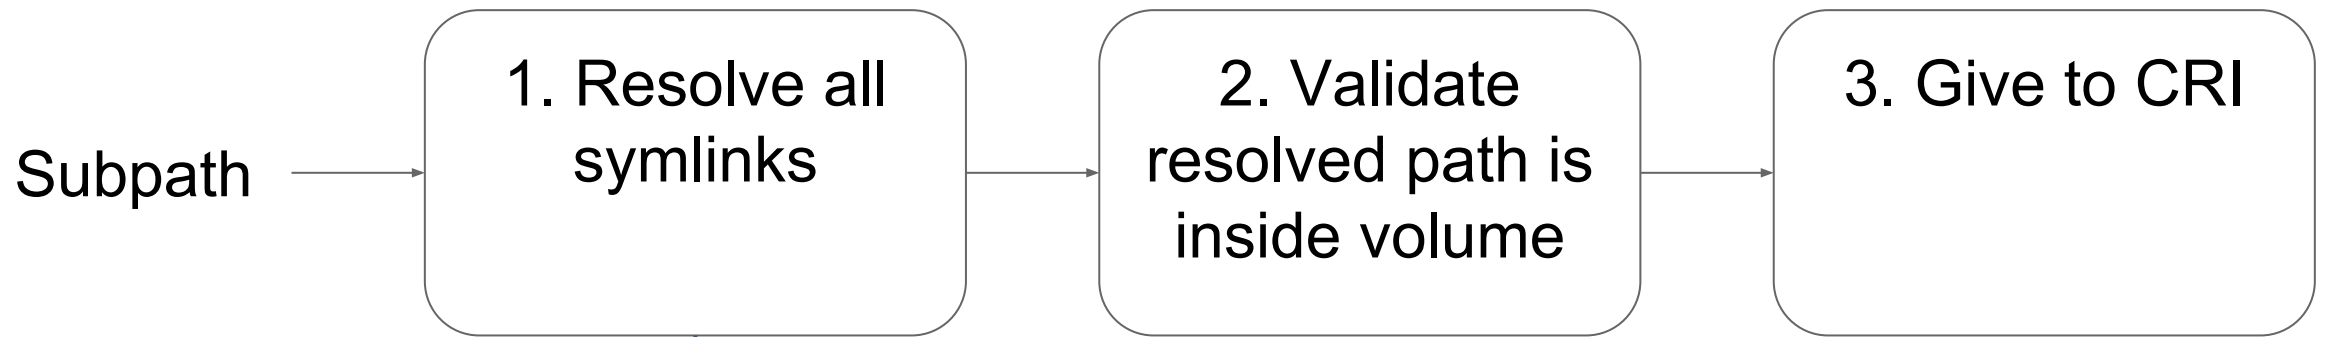 Subpath
1. Resolve all
symlinks
2. Validate
resolved path is
inside volume
3. Give to CRI